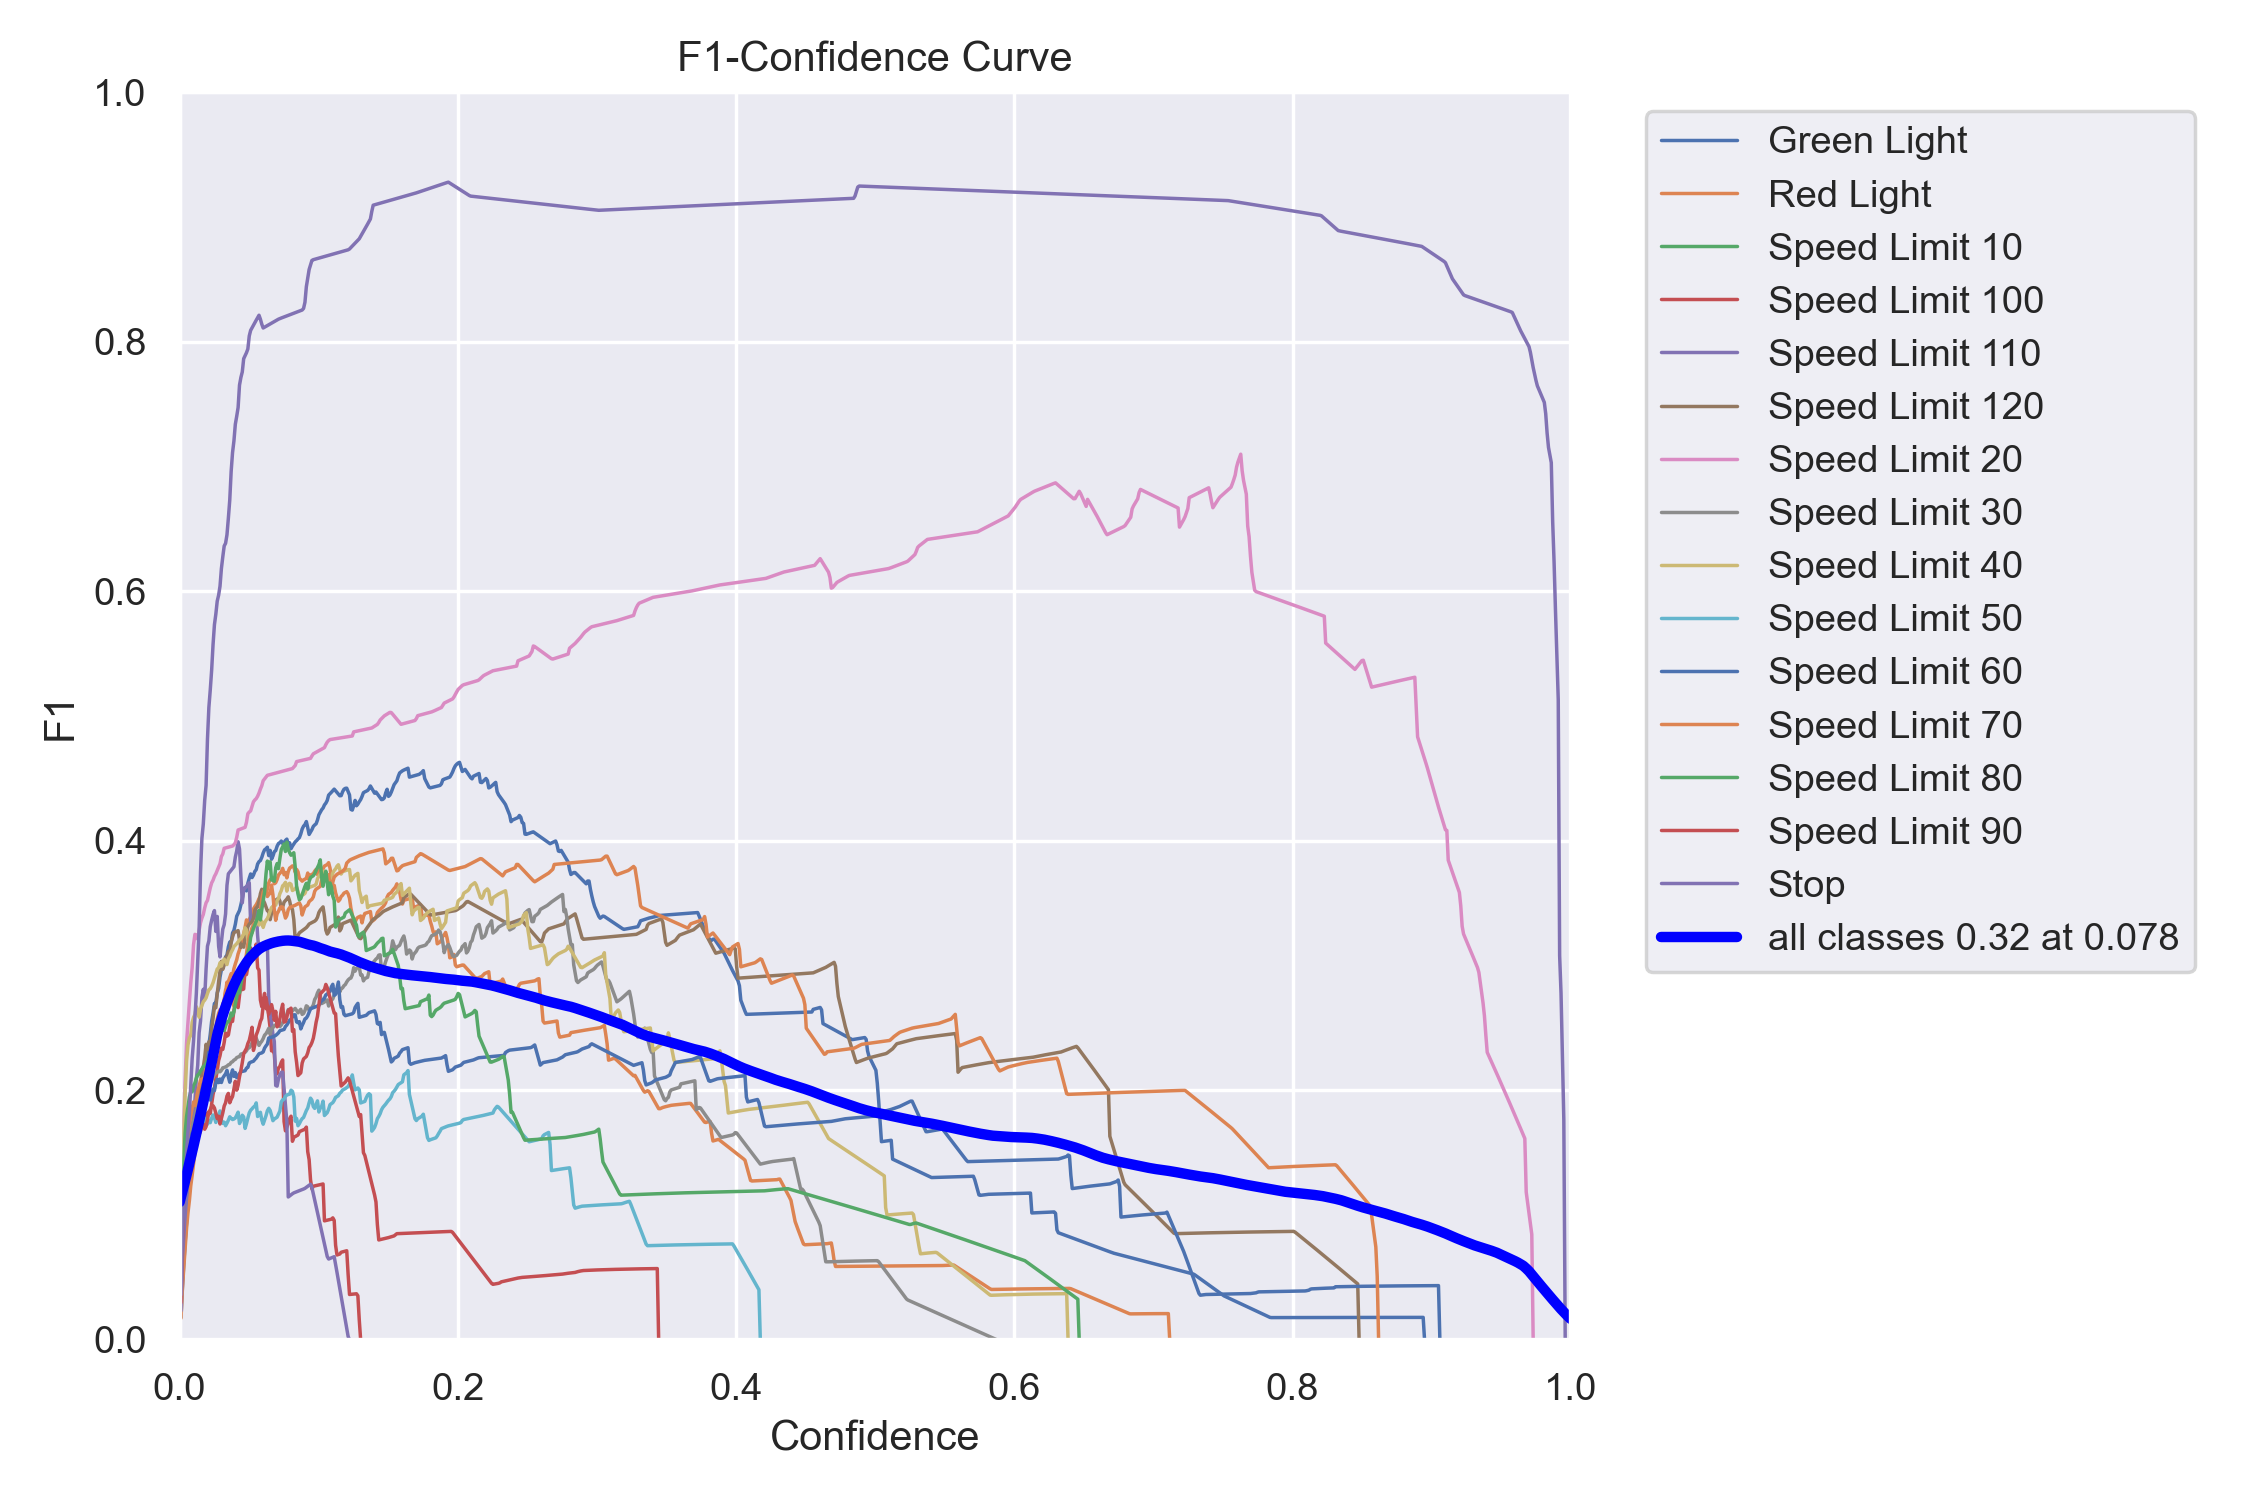 F1-Confidence Curve
1.0
0.8
0.6
0.4
0.2
0.0
F1
0.0 0.2 0.4 0.6 0.8 1.0
Confidence
Green Light
Red Light
Speed Limit 10
Speed Limit 100
Speed Limit 110
Speed Limit 120
Speed Limit 20
Speed Limit 30
Speed Limit 40
Speed Limit 50
Speed Limit 60
Speed Limit 70
Speed Limit 80
Speed Limit 90
Stop
all classes 0.32 at 0.078